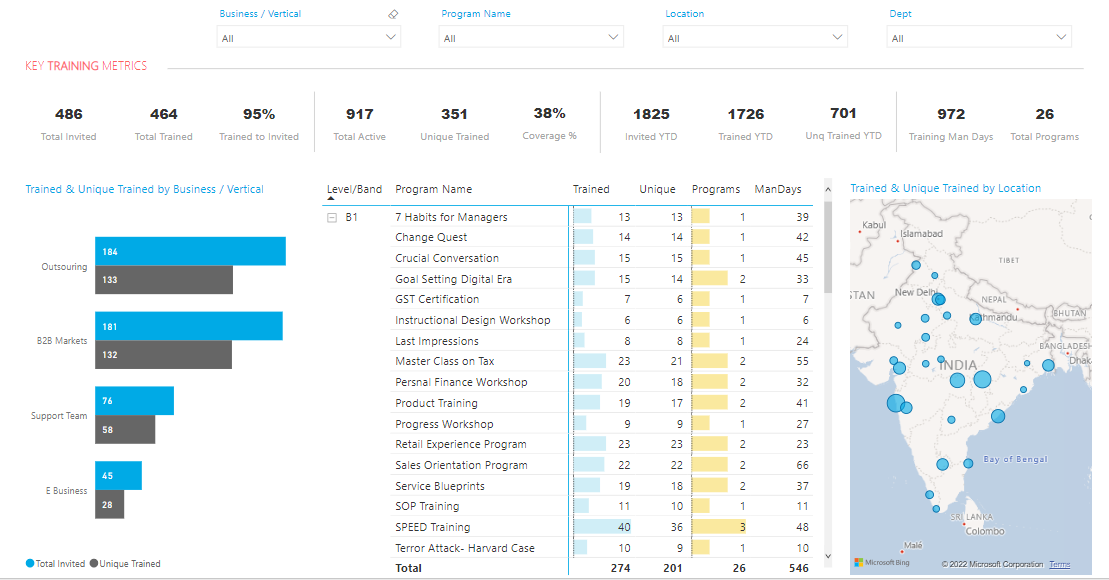 Business / Vertical Program Name Location Dept
All All All All
KEY TRAINING METRICS
486 464 95% 917 351 38% 1825 1726 701 972 26
Total Invited Total Trained Trained to Invited Total Active Unique Trained Coverage % Invited YTD Trained YTD Unq Trained YTD Training Man Days Total Programs
Trained & Unique Trained by Business / Vertical
Outsouring
184
133
B2B Markets
181
132
Support Team
76
58
E Business
45
28
Total Invited Unique Trained
Level/Band Program Name Trained Unique Programs ManDays
B1 7 Habits for Managers 13 13 1 39
Change Quest 14 14 1 42
Crucial Conversation 15 15 1 45
Goal Setting Digital Era 15 14 2 33
GST Certification 7 6 1 7
Instructional Design Workshop 6 6 1 6
Last Impressions 8 8 1 24
Master Class on Tax 23 21 2 55
Persnal Finance Workshop 20 18 2 32
Product Training 19 17 2 41
Progress Workshop 9 9 1 27
Retail Experience Program 23 23 2 23
Sales Orientation Program 22 22 2 66
Service Blueprints 19 18 2 37
SOP Training 11 10 1 11
SPEED Training 40 36 3 48
Terror Attack- Harvard Case 10 9 1 10
Total 274 201 26 546
Trained & Unique Trained by Location
Kabul
Islamabad
TIBET
STAN
New Delhi
NEPAL
Kathmandu
BHUTAN
BANGLADESH
Dhak
INDIA
Bay of Bengal
SRI LANKA
Colombo
Malé
Microsoft Bing
© 2022 Microsoft Corporation Terms